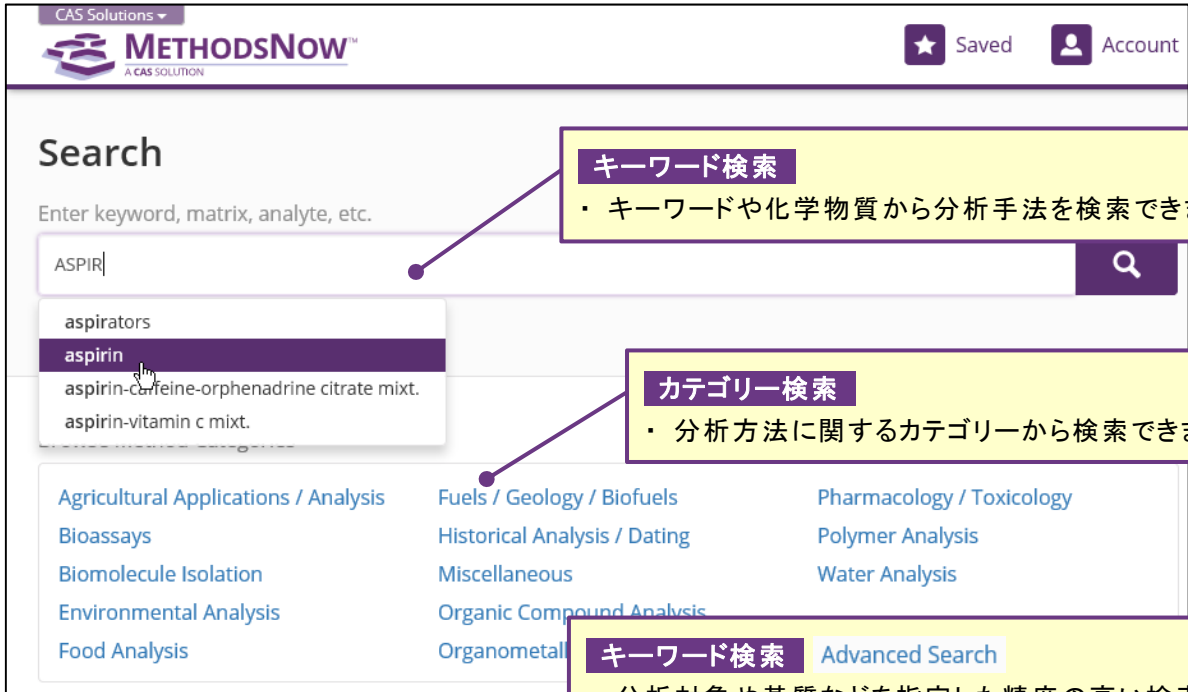 CAS Solutions
METHODSNOW™
A CAS SOLUTION
Saved
Account
Search
キーワード検索
・ キーワードや化学物質から分析手法を検索でき
Enter keyword, matrix, analyte, etc.
ASPIR
aspirators
aspirin
aspirin-caffeine-orphenadrine citrate mixt.
aspirin-vitamin c mixt.
カテゴリー検索
・ 分析方法に関するカテゴリーから検索でき
Agricultural Applications / Analysis
Fuels / Geology / Biofuels
Pharmacology / Toxicology
Bioassays
Historical Analysis / Dating
Polymer Analysis
Biomolecule Isolation
Miscellaneous
Water Analysis
Environmental Analysis
Organic Compound Analysis
Food Analysis
Organometall
キーワード検索 Advanced Search